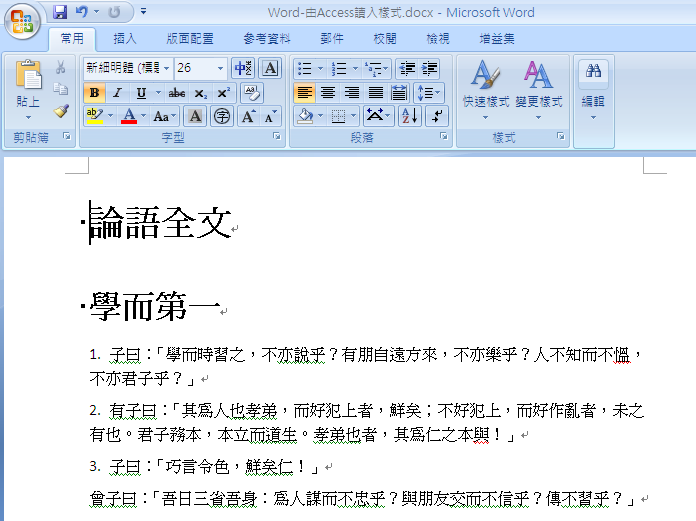 Word-由Access讀入樣式.docx - Microsoft Word
常用 插入 版面配置 參考資料 郵件 校閱 檢視 增益集
新細明體 (標題 26
貼上 快速樣式 變更樣式 編輯
剪貼簿 字型 段落 樣式
論語全文
學而第一
1. 子曰：「學而時習之，不亦說乎？有朋自遠方來，不亦樂乎？人不知而不慍，
不亦君子乎？」
2. 有子曰：「其為人也孝弟，而好犯上者，鮮矣；不好犯上，而好作亂者，未之
有也。君子務本，本立而道生。孝弟也者，其為仁之本與！」
3. 子曰：「巧言令色，鮮矣仁！」
曾子曰：「吾日三省吾身：為人謀而不忠乎？與朋友交而不信乎？傳不習乎？」